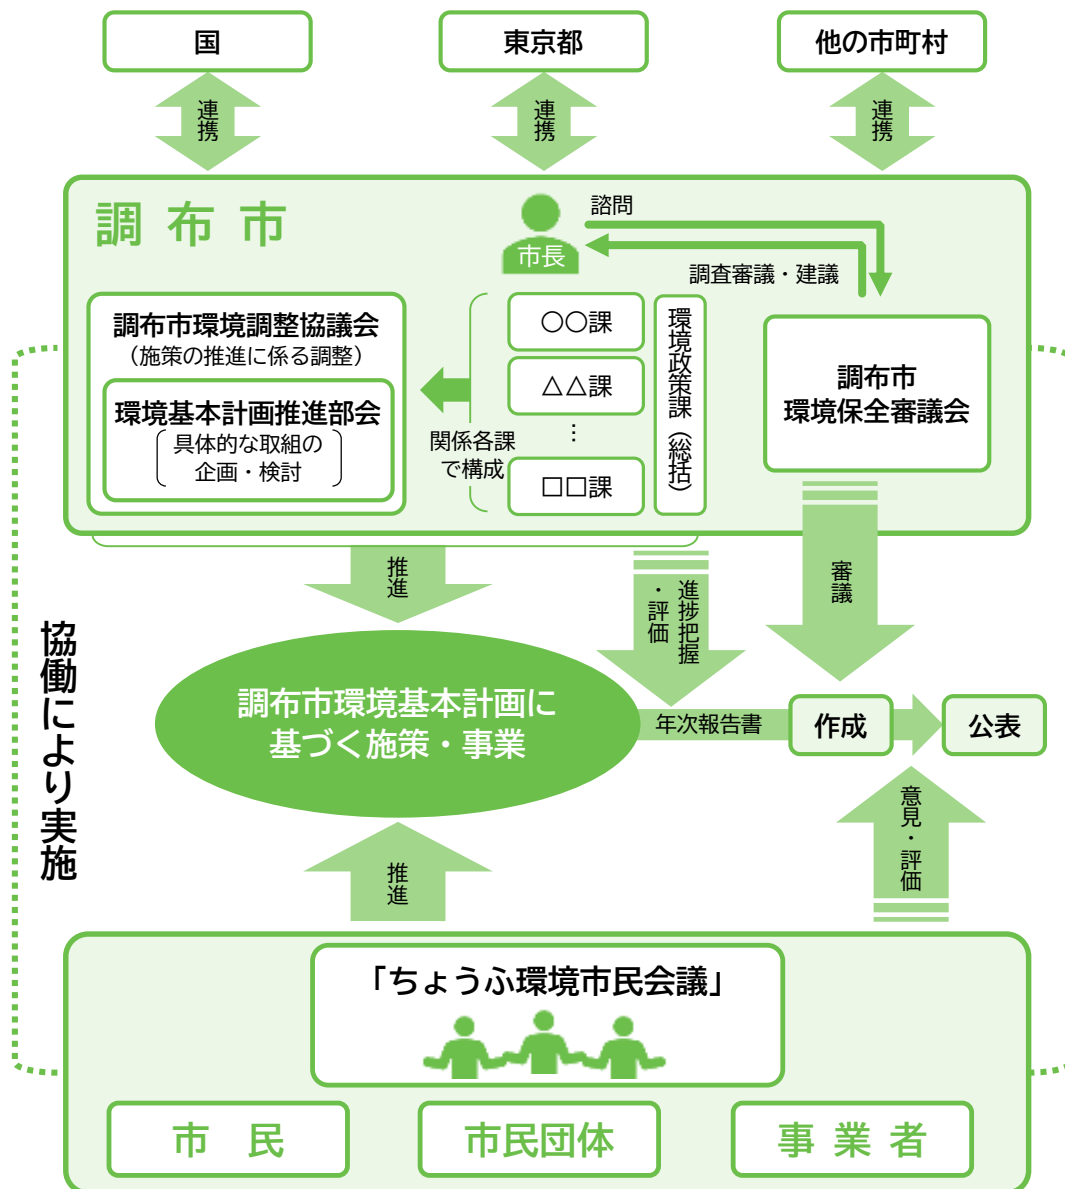 国
東京都
他の市町村
連携
連携
連携
調布市
市長
諮問
調査審議・建議
調布市環境調整協議会
（施策の推進に係る調整）
環境基本計画推進部会
具体的な取組の
企画・検討
関係各課
で構成
〇〇課
△△課
⋮
□□課
環境政策課（総括）
調布市
環境保全審議会
推進
進捗把握
・評価
審議
協働により実施
調布市環境基本計画に
基づく施策・事業
年次報告書
作成
公表
推進
意見・評価
「ちょうふ環境市民会議」
市　民
市民団体
事業者